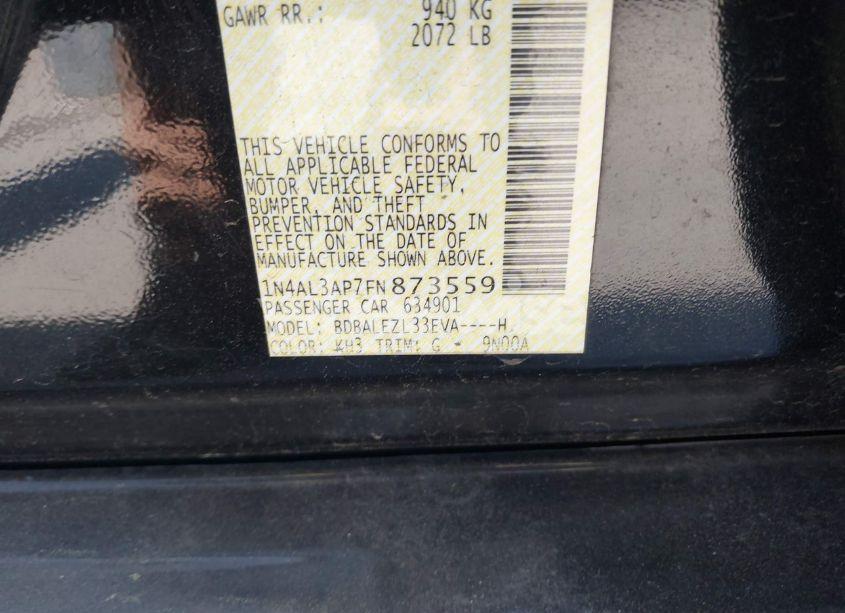 GAWR RR.: 940 KG
2072 LB
THIS VEHICLE CONFORMS TO
ALL APPLICABLE FEDERAL
MOTOR VEHICLE SAFETY,
BUMPER, AND THEFT
PREVENTION STANDARDS IN
EFFECT ON THE DATE OF
MANUFACTURE SHOWN ABOVE.
1N4AL3AP7FN873559
PASSENGER CAR 634901
MODEL: BDBALEZL33EVA----H
COLOR: KH3 TRIM: G - 9N00A